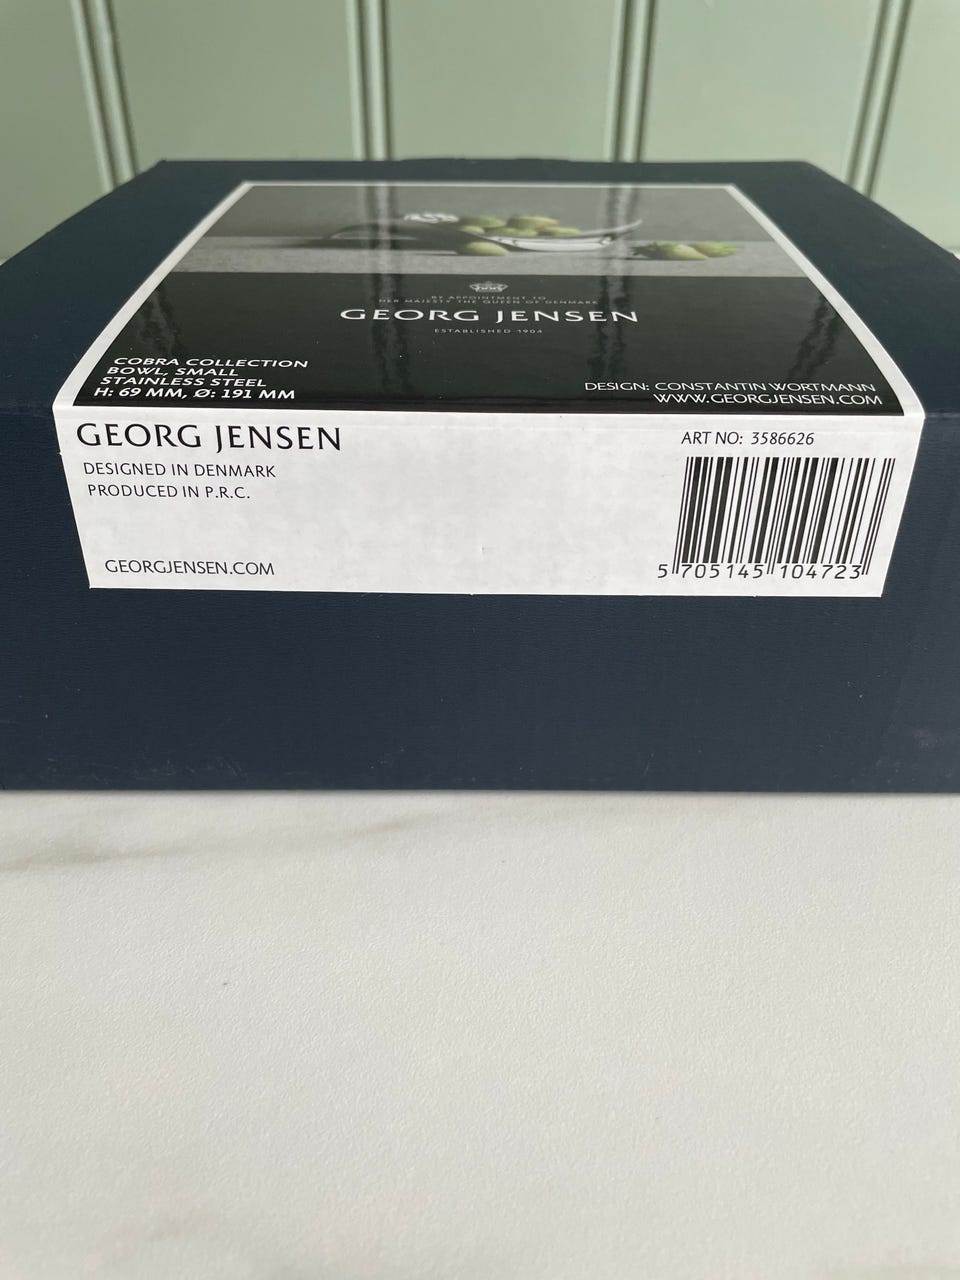 BY APPOINTMENT TO
HER MAJESTY THE QUEEN OF DENMARK
GEORG JENSEN
ESTABLISHED 1904
COBRA COLLECTION
BOWL, SMALL
STAINLESS STEEL
H: 69 MM, Ø: 191 MM
DESIGN: CONSTANTIN WORTMANN
WWW.GEORGJENSEN.COM
GEORG JENSEN
DESIGNED IN DENMARK
PRODUCED IN P.R.C.
GEORGJENSEN.COM
ART NO: 3586626
5 705145 104723